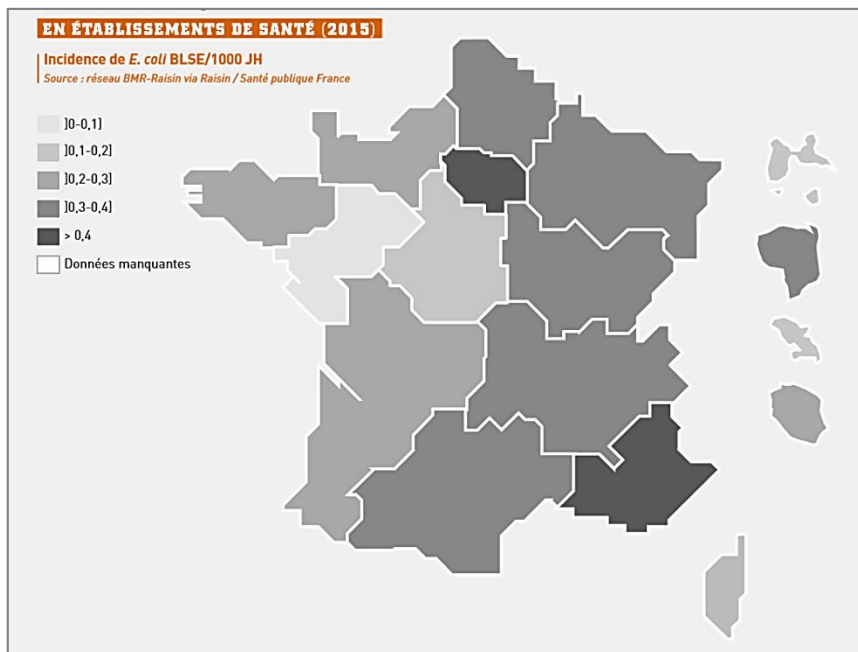 EN ÉTABLISSEMENTS DE SANTÉ (2015)
Incidence de E. coli BLSE/1000 JH
Source : réseau BMR-Raisin via Raisin / Santé publique France
]0-0,1]
]0,1-0,2]
]0,2-0,3]
]0,3-0,4]
> 0,4
Données manquantes